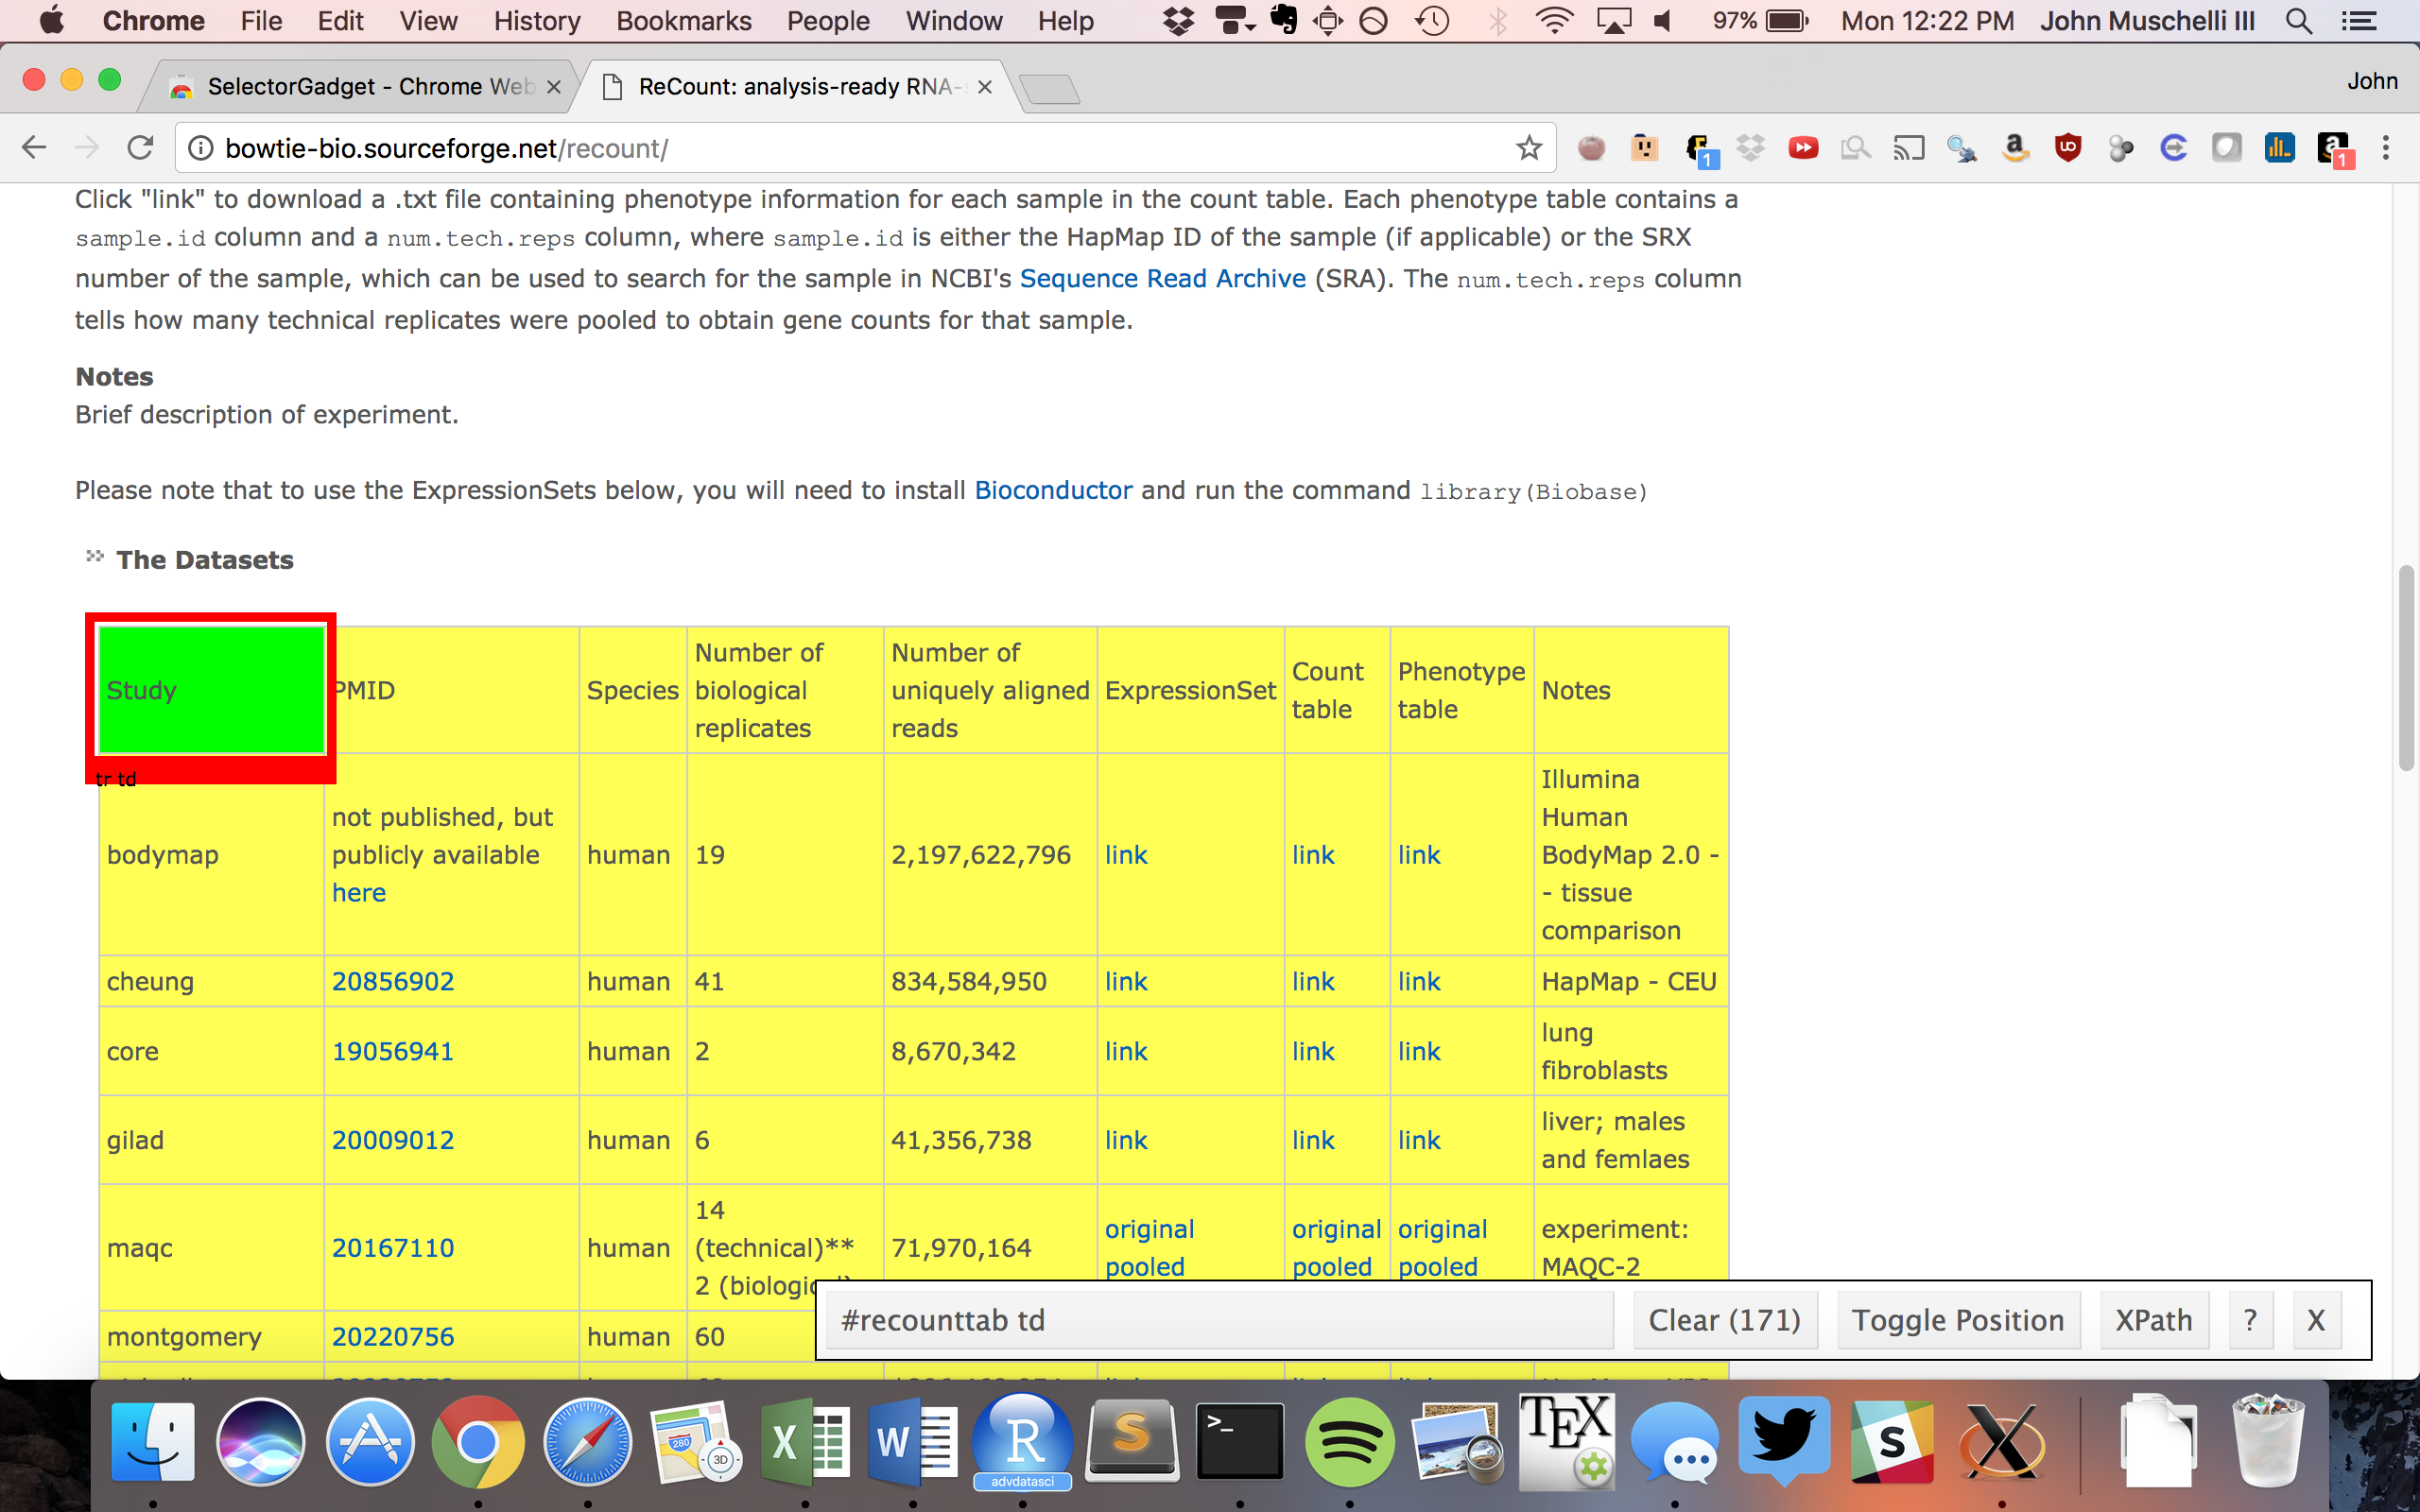 Chrome File Edit View History Bookmarks People Window Help 97% Mon 12:22 PM John Muschelli III
SelectorGadget - Chrome Web
ReCount: analysis-ready RNA-
John
bowtie-bio.sourceforge.net/recount/
1
1
Click "link" to download a .txt file containing phenotype information for each sample in the count table. Each phenotype table contains a
sample.id column and a num.tech.reps column, where sample.id is either the HapMap ID of the sample (if applicable) or the SRX
number of the sample, which can be used to search for the sample in NCBI's Sequence Read Archive (SRA). The num.tech.reps column
tells how many technical replicates were pooled to obtain gene counts for that sample.
Notes
Brief description of experiment.
Please note that to use the ExpressionSets below, you will need to install Bioconductor and run the command library(Biobase)
The Datasets
Study
PMID
Species
Number of
biological
replicates
Number of
uniquely aligned
reads
ExpressionSet
Count
table
Phenotype
table
Notes
tr td
bodymap
not published, but
publicly available
here
human
19
2,197,622,796
link
link
link
Illumina
Human
BodyMap 2.0 -
- tissue
comparison
cheung
20856902
human
41
834,584,950
link
link
link
HapMap - CEU
core
19056941
human
2
8,670,342
link
link
link
lung
fibroblasts
gilad
20009012
human
6
41,356,738
link
link
link
liver; males
and femlaes
maqc
20167110
human
14
(technical)**
2 (biologic
71,970,164
original
pooled
original
pooled
original
pooled
experiment:
MAQC-2
montgomery
20220756
human
60
#recounttab td
Clear (171)
Toggle Position
XPath
?
X
280
3D
X
W
R
advdatasci
S
>_
TEX
S
X